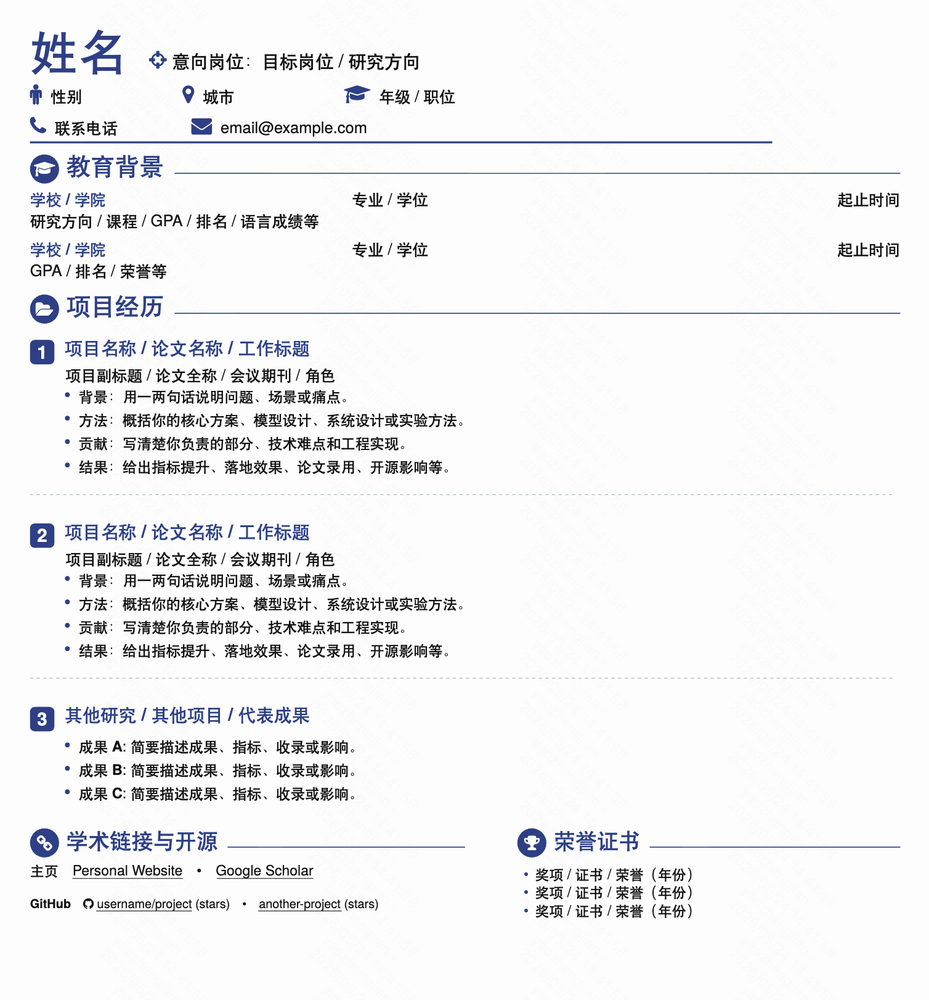 姓名 意向岗位：目标岗位 / 研究方向
性别 城市 年级 / 职位
联系电话 email@example.com
教育背景
学校 / 学院 专业 / 学位 起止时间
研究方向 / 课程 / GPA / 排名 / 语言成绩等
学校 / 学院 专业 / 学位 起止时间
GPA / 排名 / 荣誉等
项目经历
1 项目名称 / 论文名称 / 工作标题
项目副标题 / 论文全称 / 会议期刊 / 角色
• 背景：用一两句话说明问题、场景或痛点。
• 方法：概括你的核心方案、模型设计、系统设计或实验方法。
• 贡献：写清楚你负责的部分、技术难点和工程实现。
• 结果：给出指标提升、落地效果、论文录用、开源影响等。
2 项目名称 / 论文名称 / 工作标题
项目副标题 / 论文全称 / 会议期刊 / 角色
• 背景：用一两句话说明问题、场景或痛点。
• 方法：概括你的核心方案、模型设计、系统设计或实验方法。
• 贡献：写清楚你负责的部分、技术难点和工程实现。
• 结果：给出指标提升、落地效果、论文录用、开源影响等。
3 其他研究 / 其他项目 / 代表成果
• 成果 A: 简要描述成果、指标、收录或影响。
• 成果 B: 简要描述成果、指标、收录或影响。
• 成果 C: 简要描述成果、指标、收录或影响。
学术链接与开源
主页 Personal Website • Google Scholar
GitHub username/project (stars) • another-project (stars)
荣誉证书
• 奖项 / 证书 / 荣誉（年份）
• 奖项 / 证书 / 荣誉（年份）
• 奖项 / 证书 / 荣誉（年份）